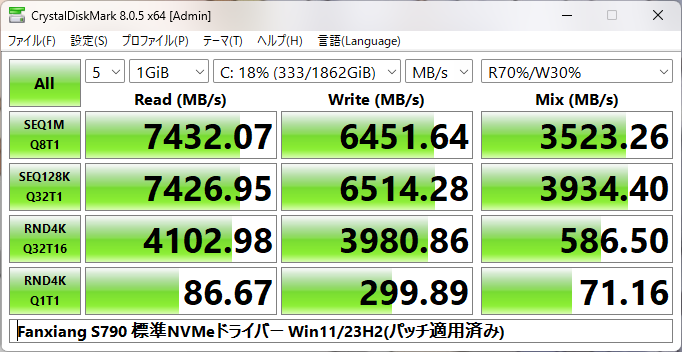 CrystalDiskMark 8.0.5 x64 [Admin]
ファイル(F) 設定(S) プロファイル(P) テーマ(T) ヘルプ(H) 言語(Language)
All 5 1GiB C: 18% (333/1862GiB) MB/s R70%/W30%
Read (MB/s) Write (MB/s) Mix (MB/s)
SEQ1M
Q8T1
7432.07 6451.64 3523.26
SEQ128K
Q32T1
7426.95 6514.28 3934.40
RND4K
Q32T16
4102.98 3980.86 586.50
RND4K
Q1T1
86.67 299.89 71.16
Fanxiang S790 標準NVMeドライバー Win11/23H2(パッチ適用済み)